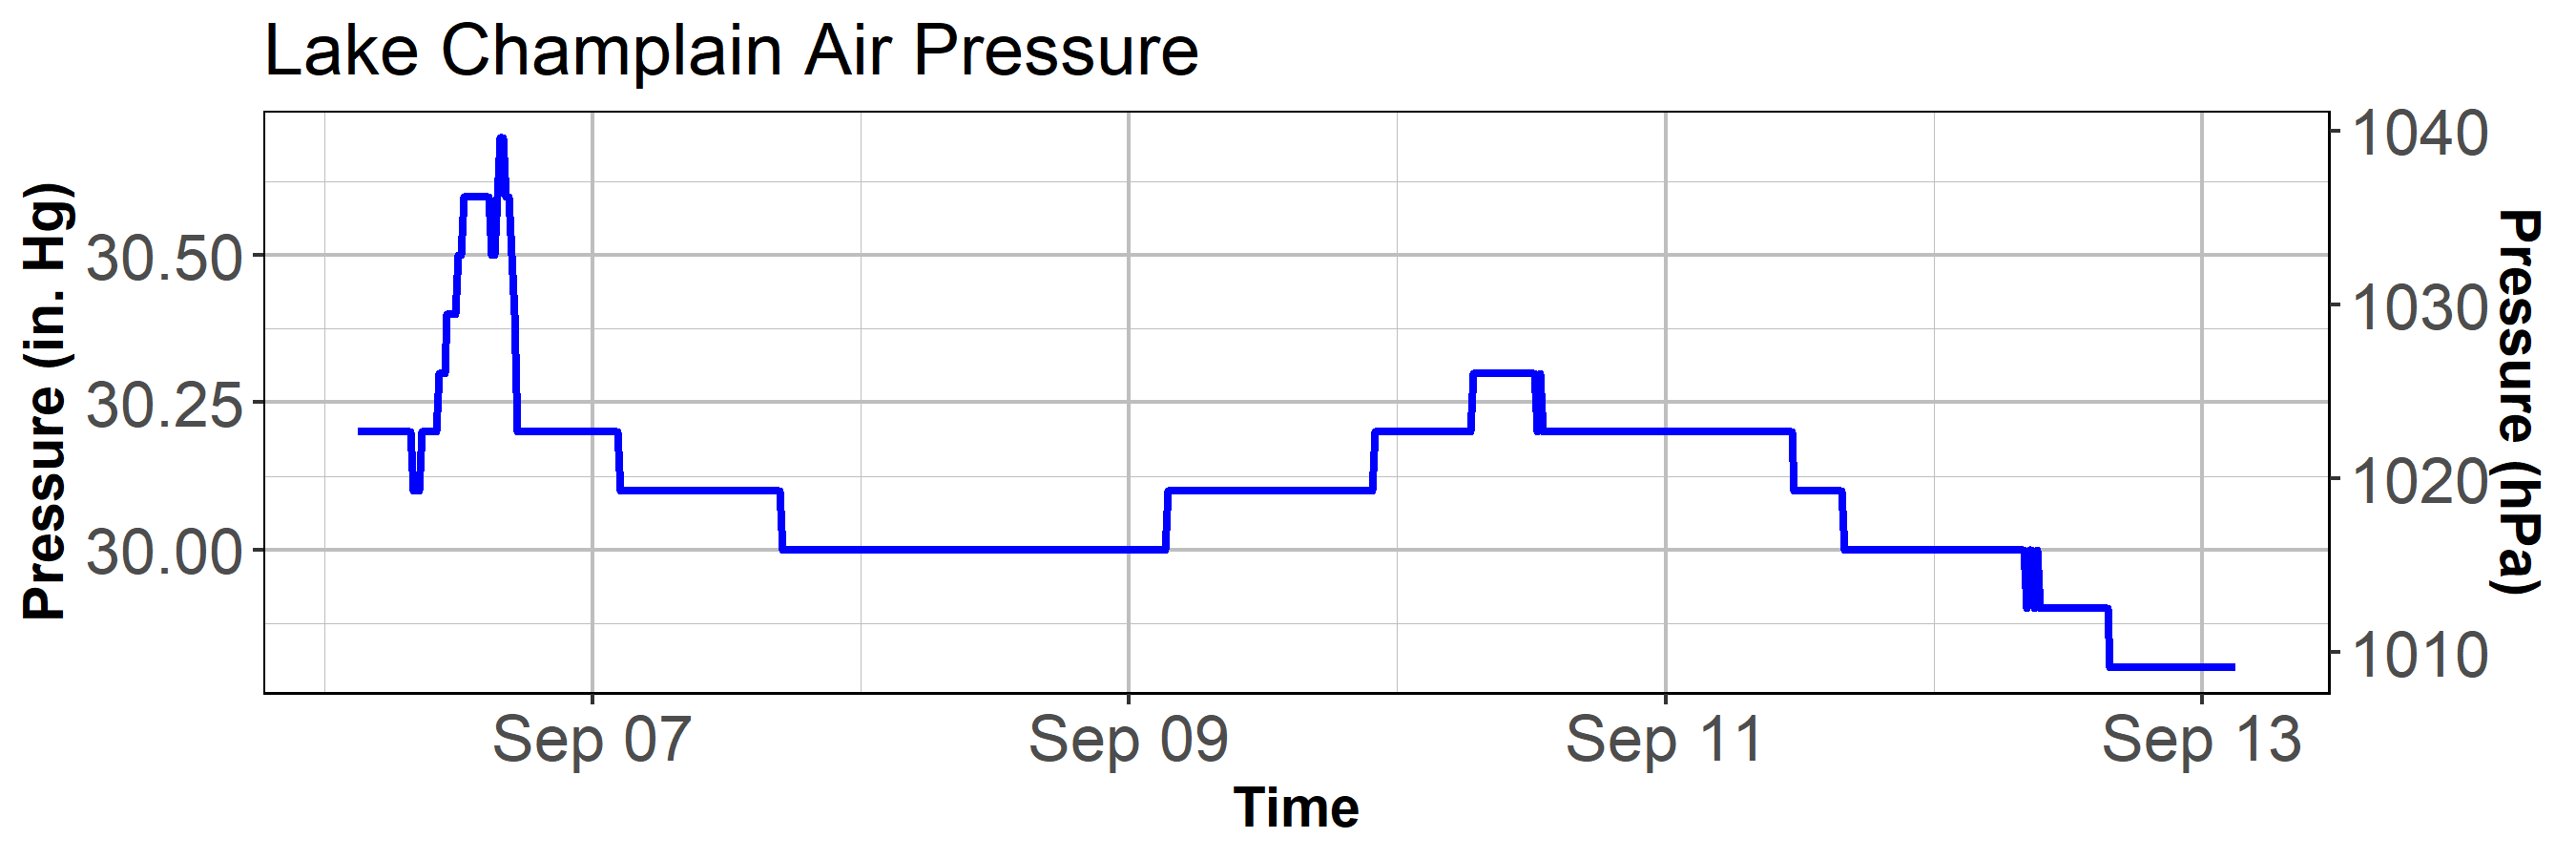 Lake Champlain Air Pressure
Pressure (in. Hg)
30.50
30.25
30.00
1040
1030
1020
1010
Pressure (hPa)
Sep 07
Sep 09
Sep 11
Sep 13
Time